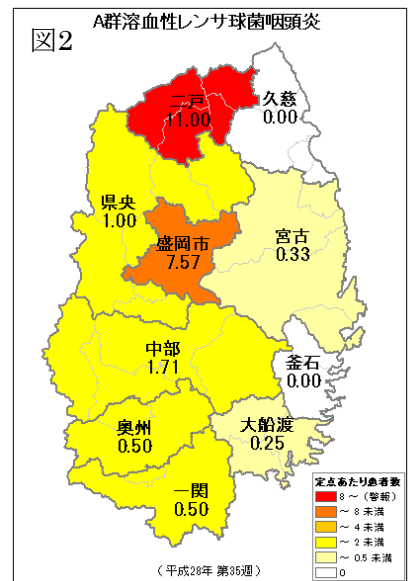 A群溶血性レンサ球菌咽頭炎
図2
二戸
11.00
久慈
0.00
県央
1.00
盛岡市
7.57
宮古
0.33
中部
1.71
釜石
0.00
奥州
0.50
大船渡
0.25
一関
0.50
定点あたり患者数
8 ～ (警報)
～ 8 未満
～ 4 未満
～ 2 未満
～ 0.5 未満
0
（平成28年 第35週）